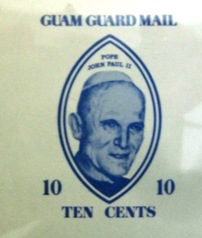 GUAM GUARD MAIL
POPE
JOHN PAUL II
10 10
TEN CENTS